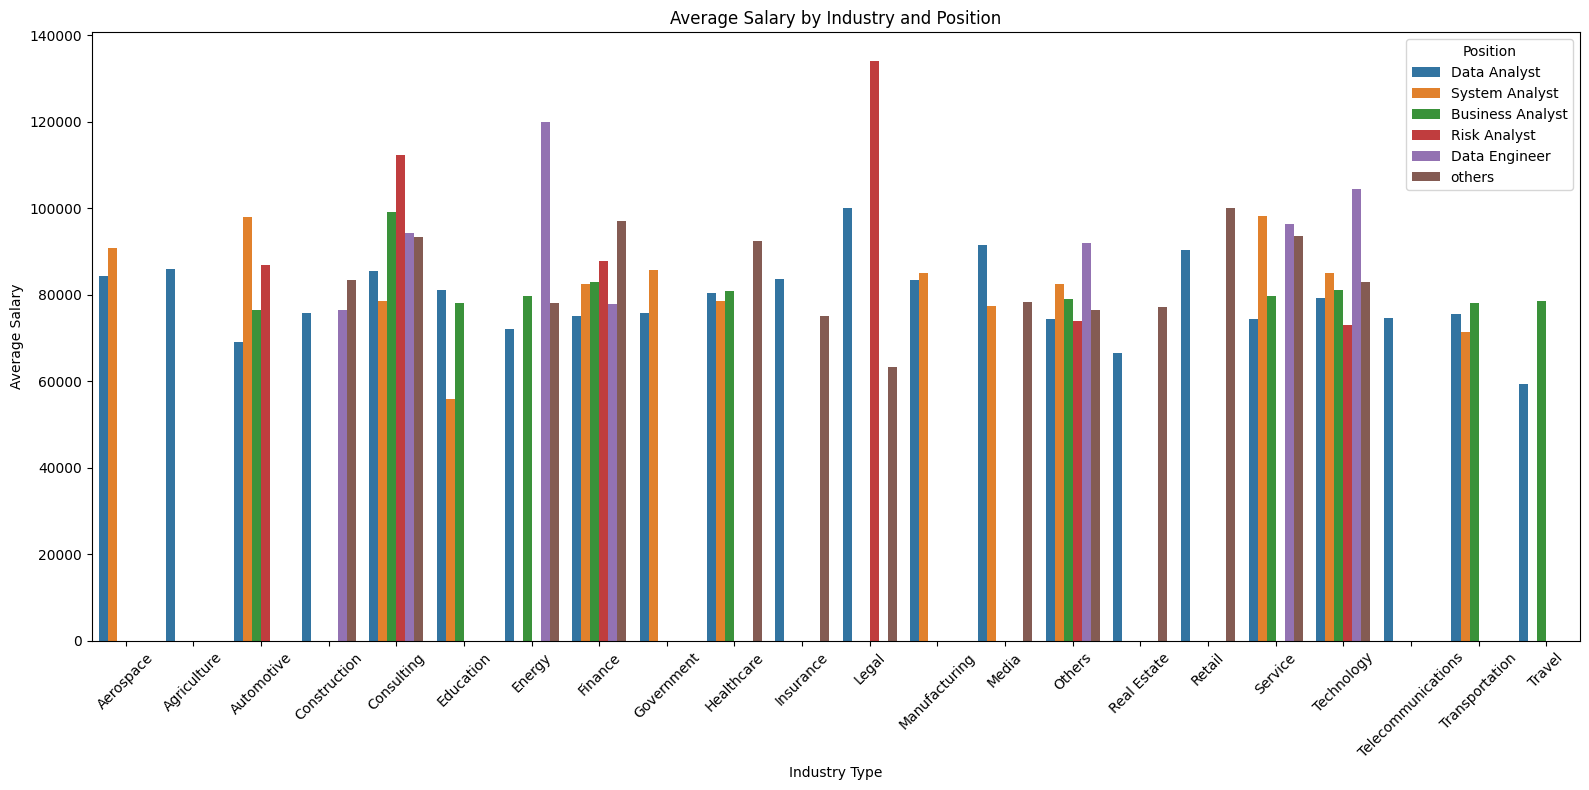 Average Salary by Industry and Position
Average Salary
140000
120000
100000
80000
60000
40000
20000
0
Position
Data Analyst
System Analyst
Business Analyst
Risk Analyst
Data Engineer
others
Aerospace
Agriculture
Automotive
Construction
Consulting
Education
Energy
Finance
Government
Healthcare
Insurance
Legal
Manufacturing
Media
Others
Real Estate
Retail
Service
Technology
Telecommunications
Transportation
Travel
Industry Type